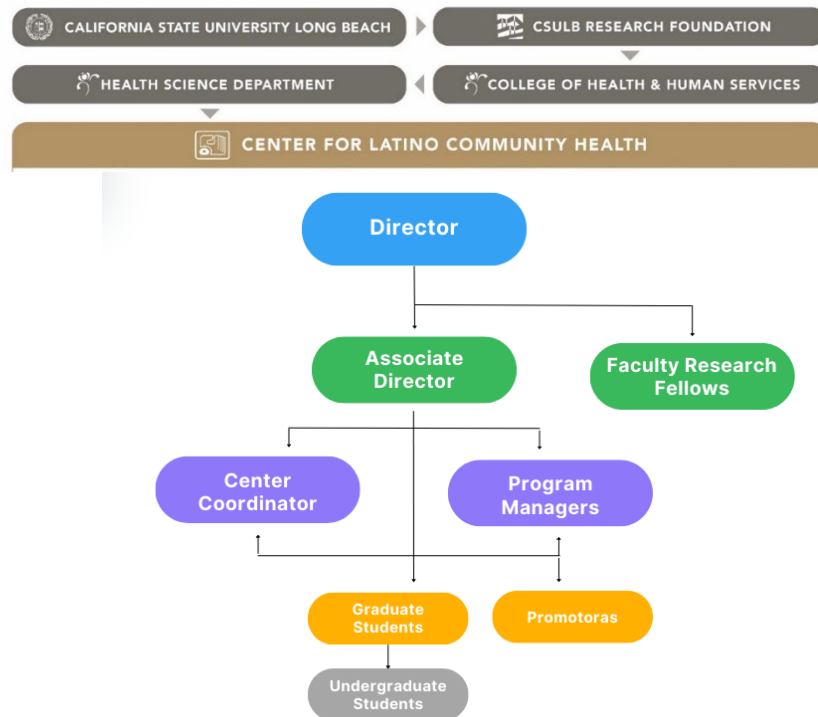 CALIFORNIA STATE UNIVERSITY LONG BEACH
CSULB RESEARCH FOUNDATION
HEALTH SCIENCE DEPARTMENT
COLLEGE OF HEALTH & HUMAN SERVICES
CENTER FOR LATINO COMMUNITY HEALTH
Director
Associate
Director
Faculty Research
Fellows
Center
Coordinator
Program
Managers
Graduate
Students
Promotoras
Undergraduate
Students